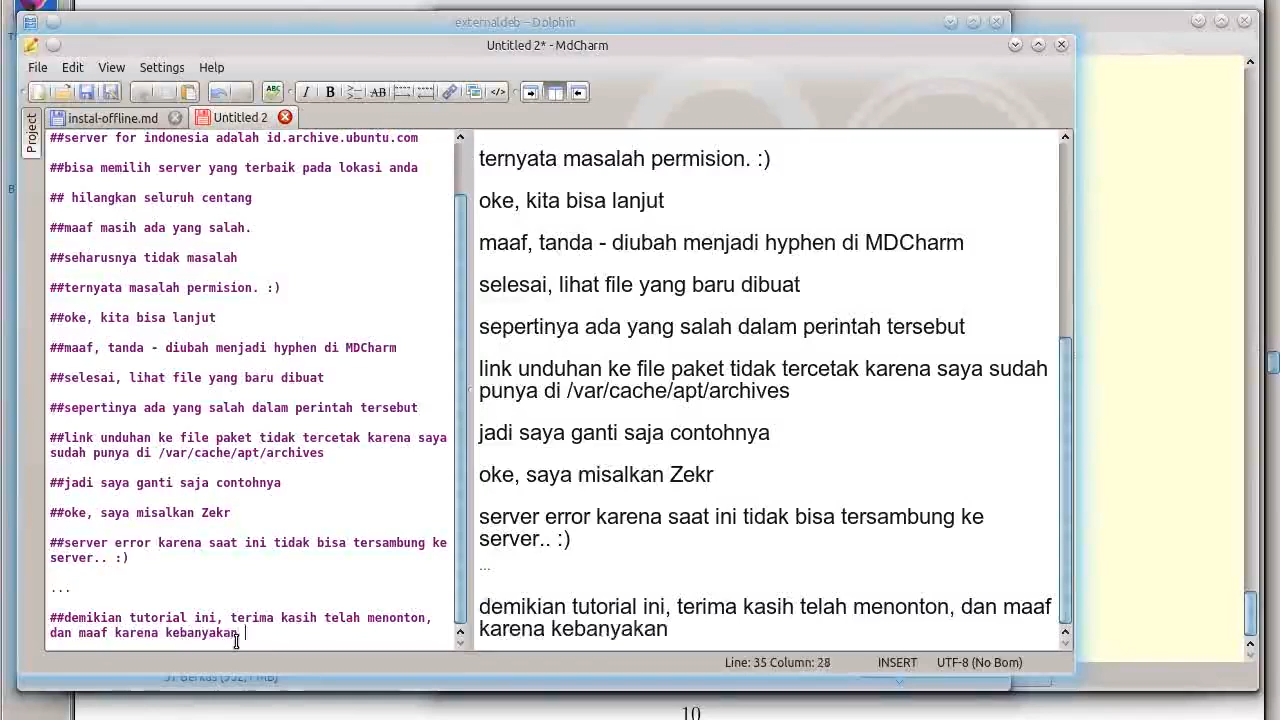 externaldeb – Dolphin
Untitled 2* - MdCharm
File Edit View Settings Help
ABC I B AB </>
instal-offline.md Untitled 2
Project
##server for indonesia adalah id.archive.ubuntu.com
##bisa memilih server yang terbaik pada lokasi anda
## hilangkan seluruh centang
##maaf masih ada yang salah.
##seharusnya tidak masalah
##ternyata masalah permision. :)
##oke, kita bisa lanjut
##maaf, tanda - diubah menjadi hyphen di MDCharm
##selesai, lihat file yang baru dibuat
##sepertinya ada yang salah dalam perintah tersebut
##link unduhan ke file paket tidak tercetak karena saya
sudah punya di /var/cache/apt/archives
##jadi saya ganti saja contohnya
##oke, saya misalkan Zekr
##server error karena saat ini tidak bisa tersambung ke
server.. :)
...
##demikian tutorial ini, terima kasih telah menonton,
dan maaf karena kebanyakan
ternyata masalah permision. :)
oke, kita bisa lanjut
maaf, tanda - diubah menjadi hyphen di MDCharm
selesai, lihat file yang baru dibuat
sepertinya ada yang salah dalam perintah tersebut
link unduhan ke file paket tidak tercetak karena saya sudah
punya di /var/cache/apt/archives
jadi saya ganti saja contohnya
oke, saya misalkan Zekr
server error karena saat ini tidak bisa tersambung ke
server.. :)
...
demikian tutorial ini, terima kasih telah menonton, dan maaf
karena kebanyakan
Line: 35 Column: 28 INSERT UTF-8 (No Bom)
10